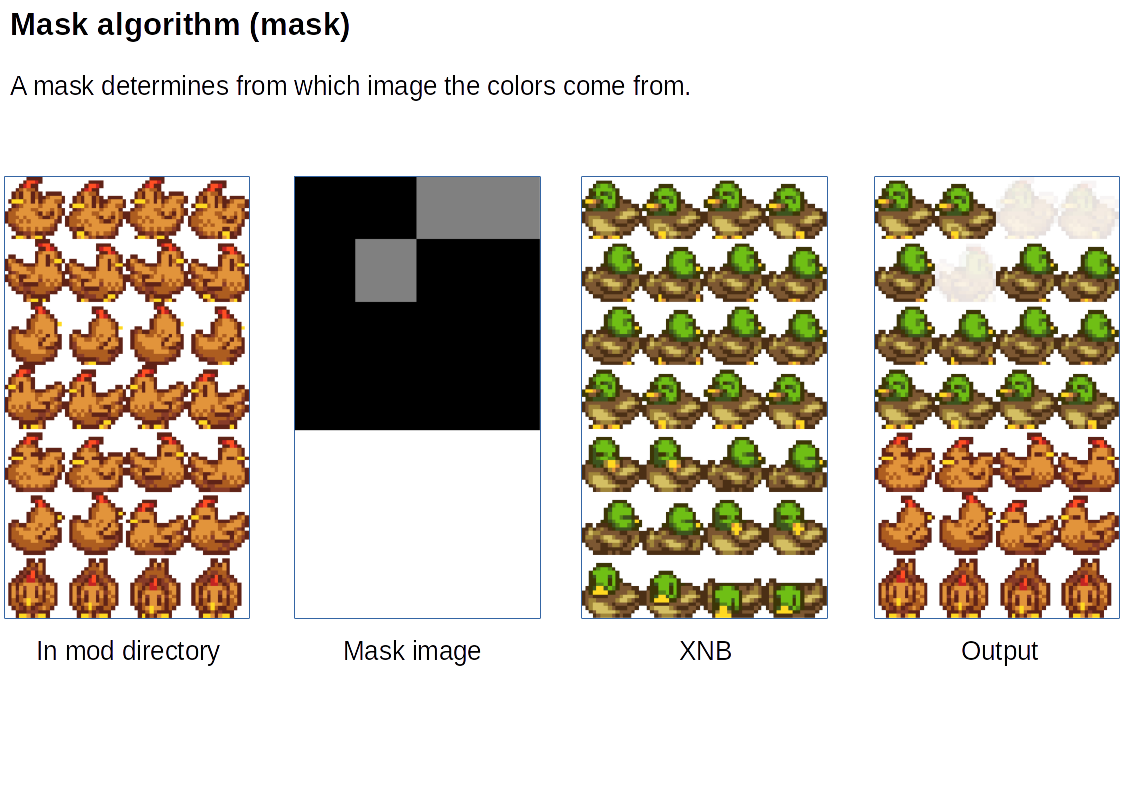 Mask algorithm (mask)
A mask determines from which image the colors come from.
In mod directory
Mask image
XNB
Output